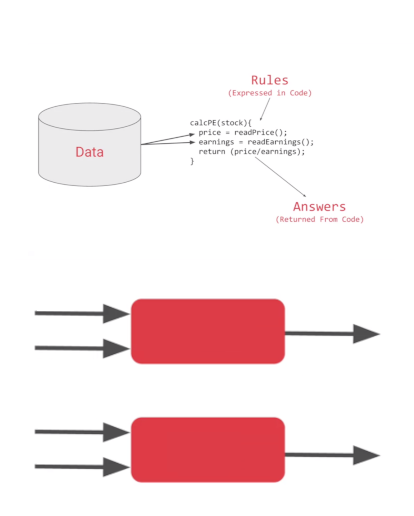 Rules
(Expressed in Code)
calcPE(stock){
price = readPrice();
earnings = readEarnings();
return (price/earnings);
}
Data
Answers
(Returned From Code)